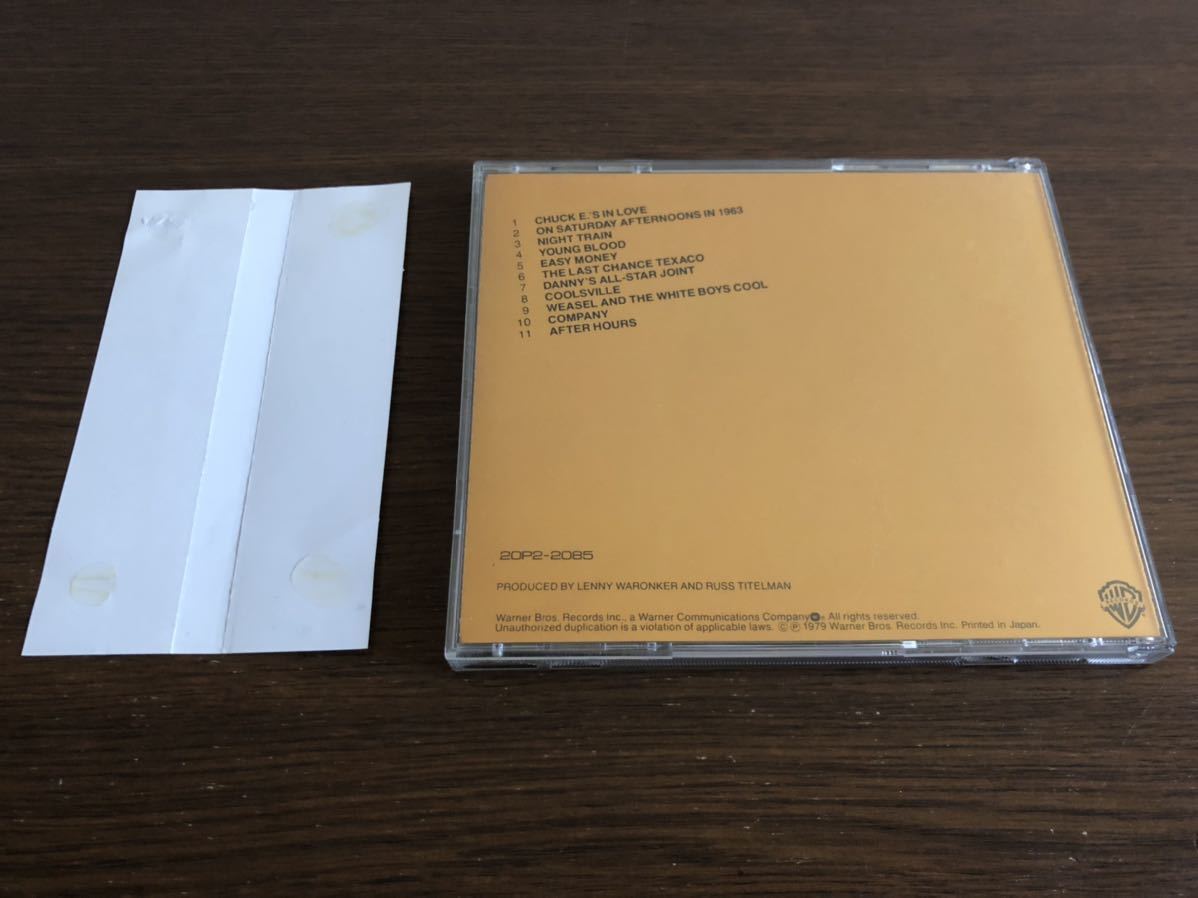 1 CHUCK E.'S IN LOVE
2 ON SATURDAY AFTERNOONS IN 1963
3 NIGHT TRAIN
4 YOUNG BLOOD
5 EASY MONEY
6 THE LAST CHANCE TEXACO
7 DANNY'S ALL-STAR JOINT
8 COOLSVILLE
9 WEASEL AND THE WHITE BOYS COOL
10 COMPANY
11 AFTER HOURS
20P2-2085
PRODUCED BY LENNY WARONKER AND RUSS TITELMAN
Warner Bros. Records Inc., a Warner Communications Company. All rights reserved.
Unauthorized duplication is a violation of applicable laws. ©℗ 1979 Warner Bros. Records Inc. Printed in Japan.